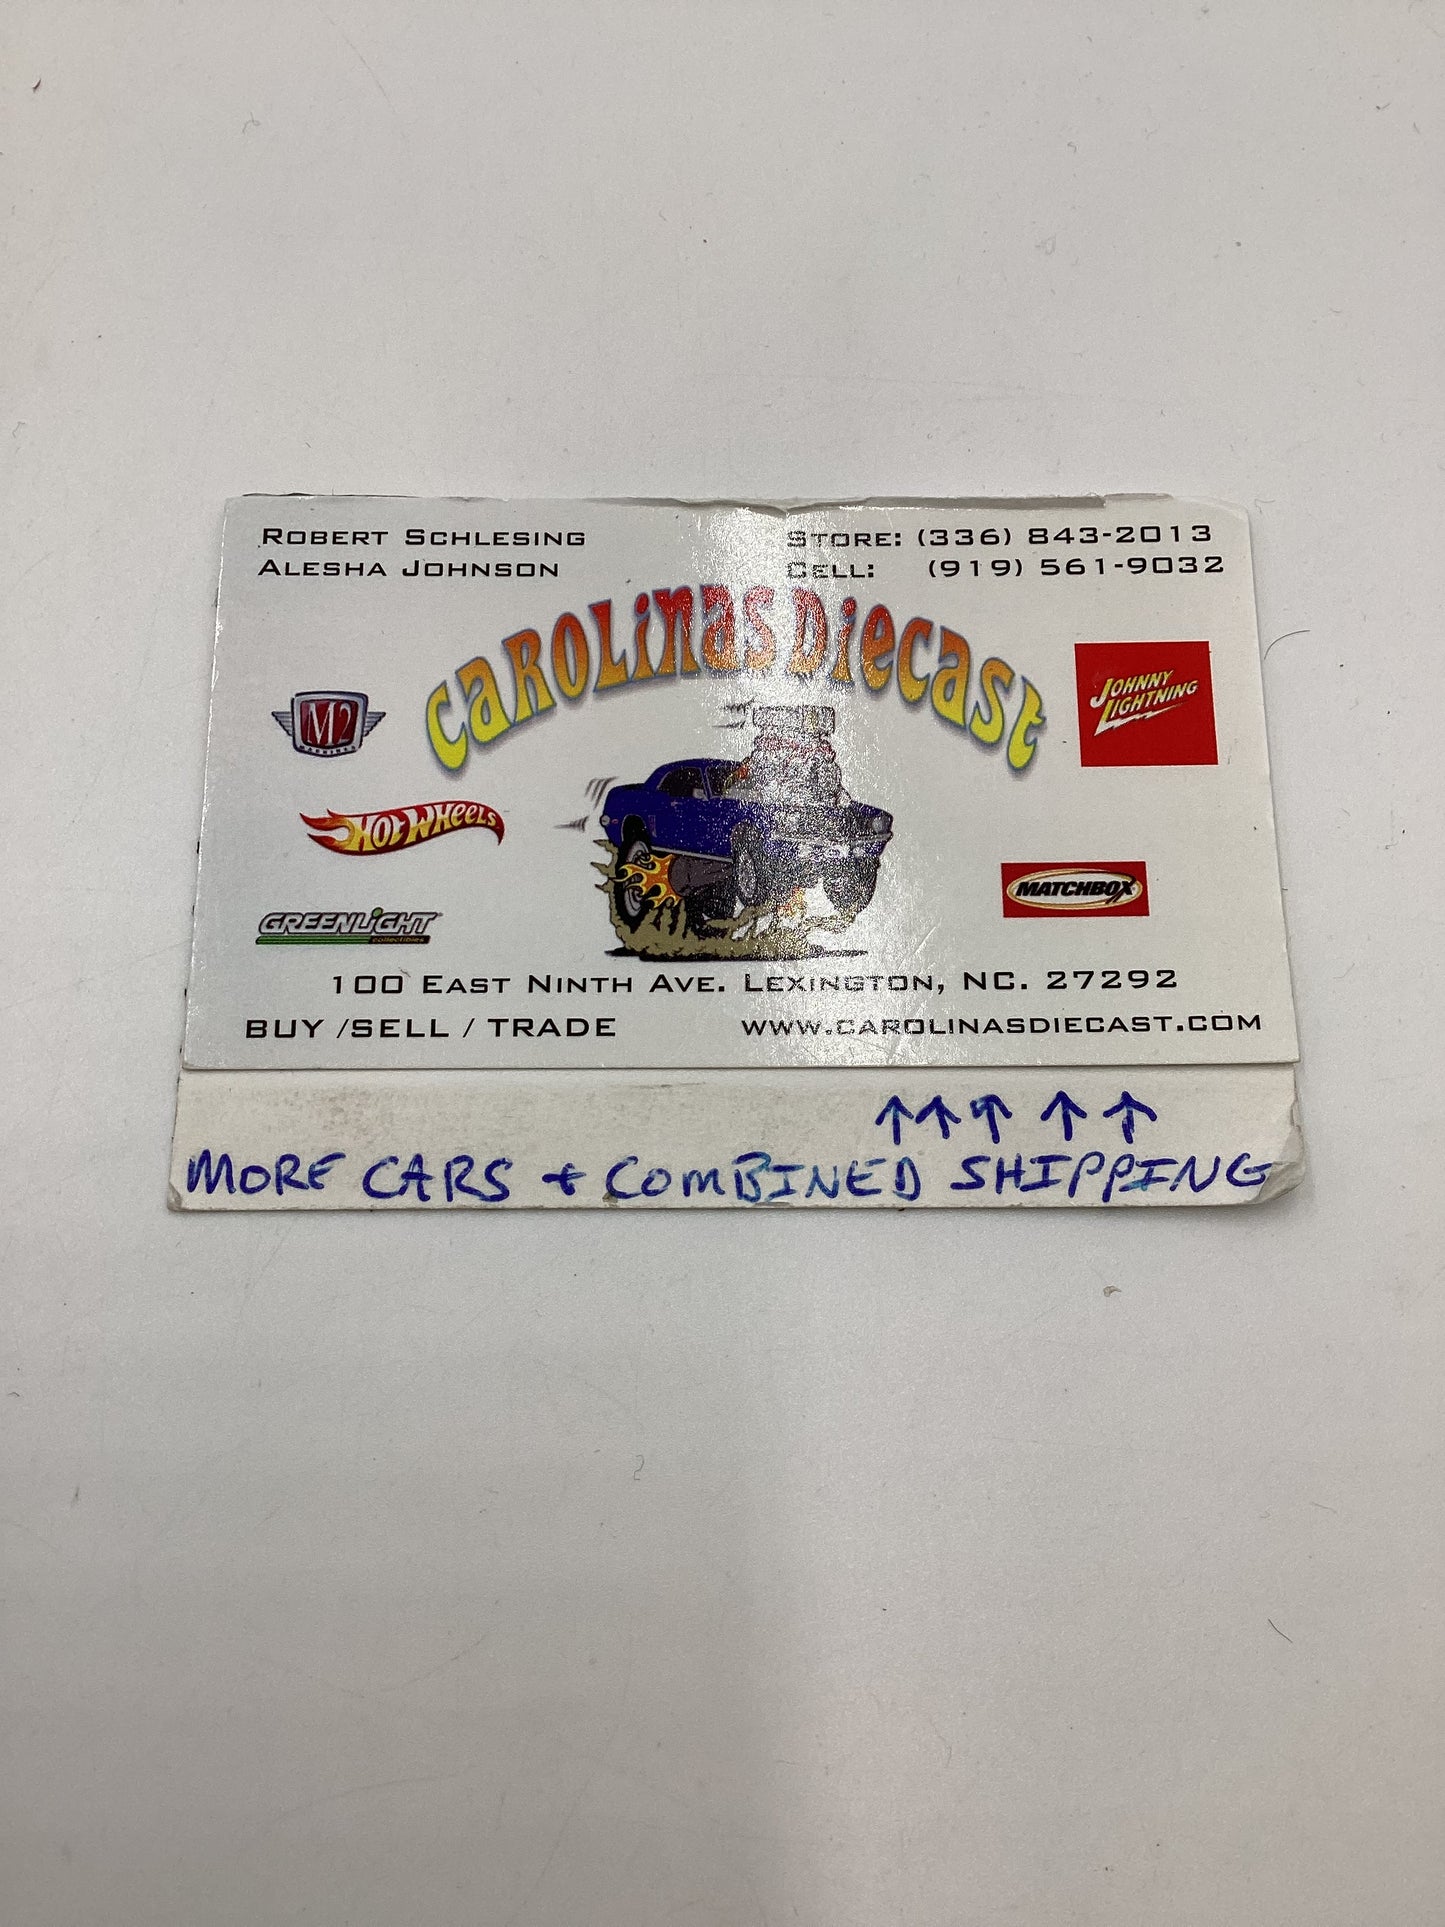 Robert Schlesing
Alesha Johnson
Store: (336) 843-2013
Cell: (919) 561-9032
Carolinas Diecast
M2
MACHINES
Johnny Lightning
Hot Wheels
MATCHBOX
GREENLiGHT
collectibles
100 East Ninth Ave. Lexington, NC. 27292
BUY /SELL / TRADE
www.carolinasdiecast.com
↑ ↑ ↑ ↑ ↑
MORE CARS + COMBINED SHIPPING